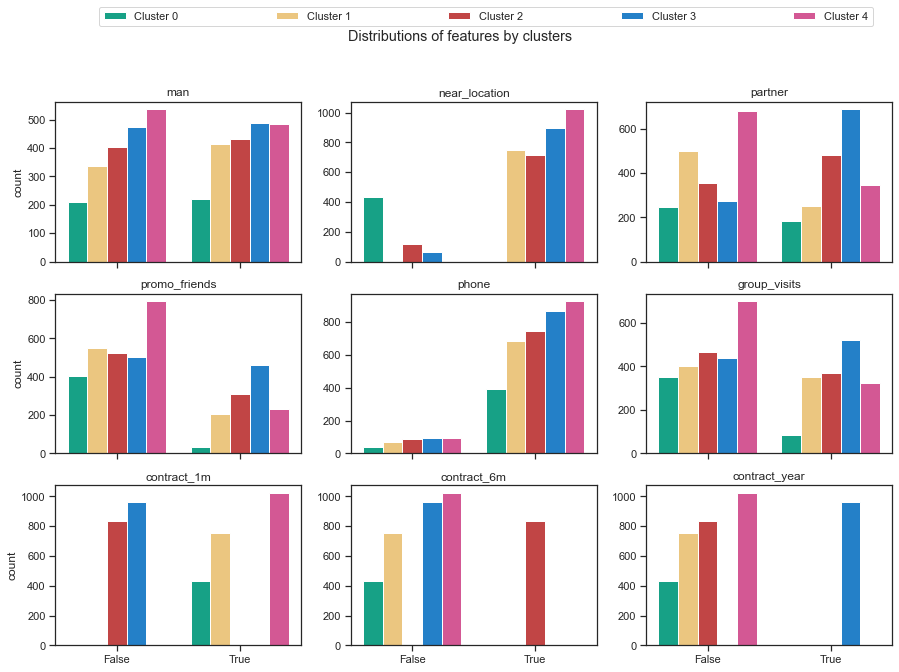 Cluster 0 Cluster 1 Cluster 2 Cluster 3 Cluster 4
Distributions of features by clusters
man
count
500
400
300
200
100
0
near_location
1000
800
600
400
200
0
partner
600
400
200
0
promo_friends
count
800
600
400
200
0
phone
800
600
400
200
0
group_visits
600
400
200
0
contract_1m
count
1000
800
600
400
200
0
False True
contract_6m
1000
800
600
400
200
0
False True
contract_year
1000
800
600
400
200
0
False True